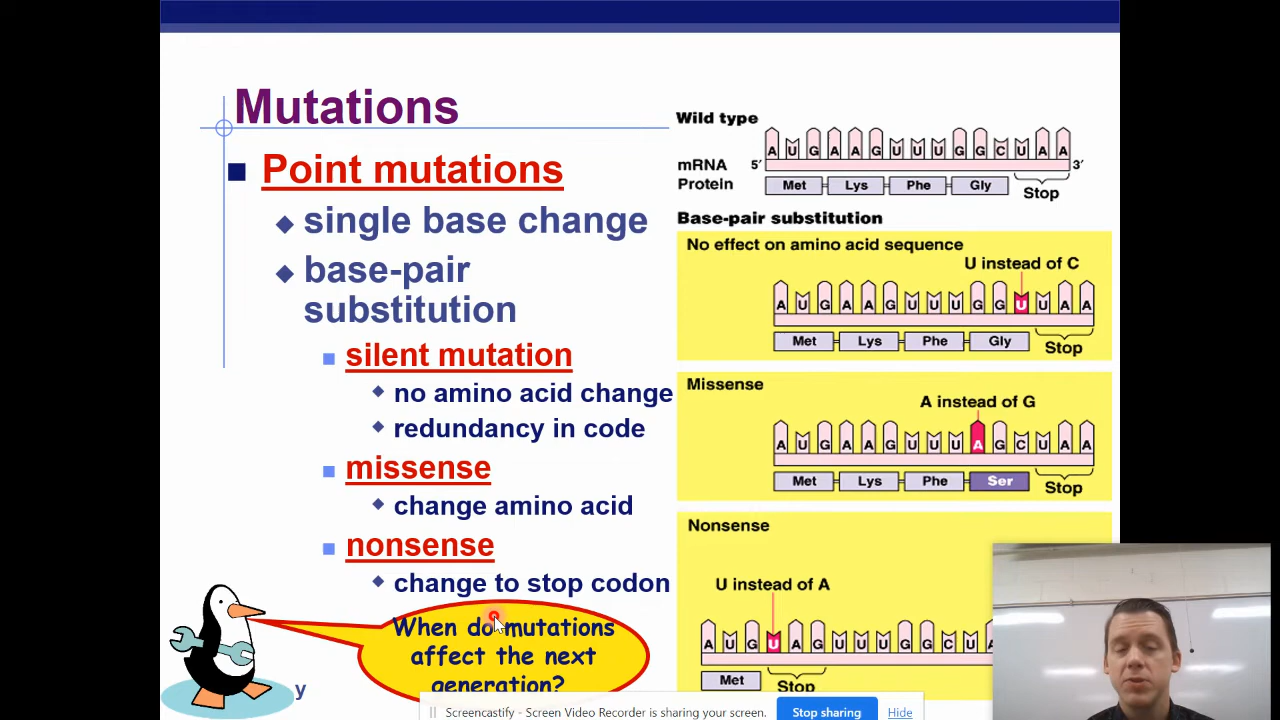 Mutations
Point mutations
single base change
base-pair
substitution
silent mutation
no amino acid change
redundancy in code
missense
change amino acid
nonsense
change to stop codon
When do mutations
affect the next
generation?
y
Wild type
mRNA 5′ A U G A A G U U U G G C U A A 3′
Protein Met Lys Phe Gly
Stop
Base-pair substitution
No effect on amino acid sequence
U instead of C
A U G A A G U U U G G U U A A
Met Lys Phe Gly Stop
Missense
A instead of G
A U G A A G U U U A G C U A A
Met Lys Phe Ser Stop
Nonsense
U instead of A
A U G U A G U U U G G C U
Met Stop
Screencastify - Screen Video Recorder is sharing your screen. Stop sharing Hide